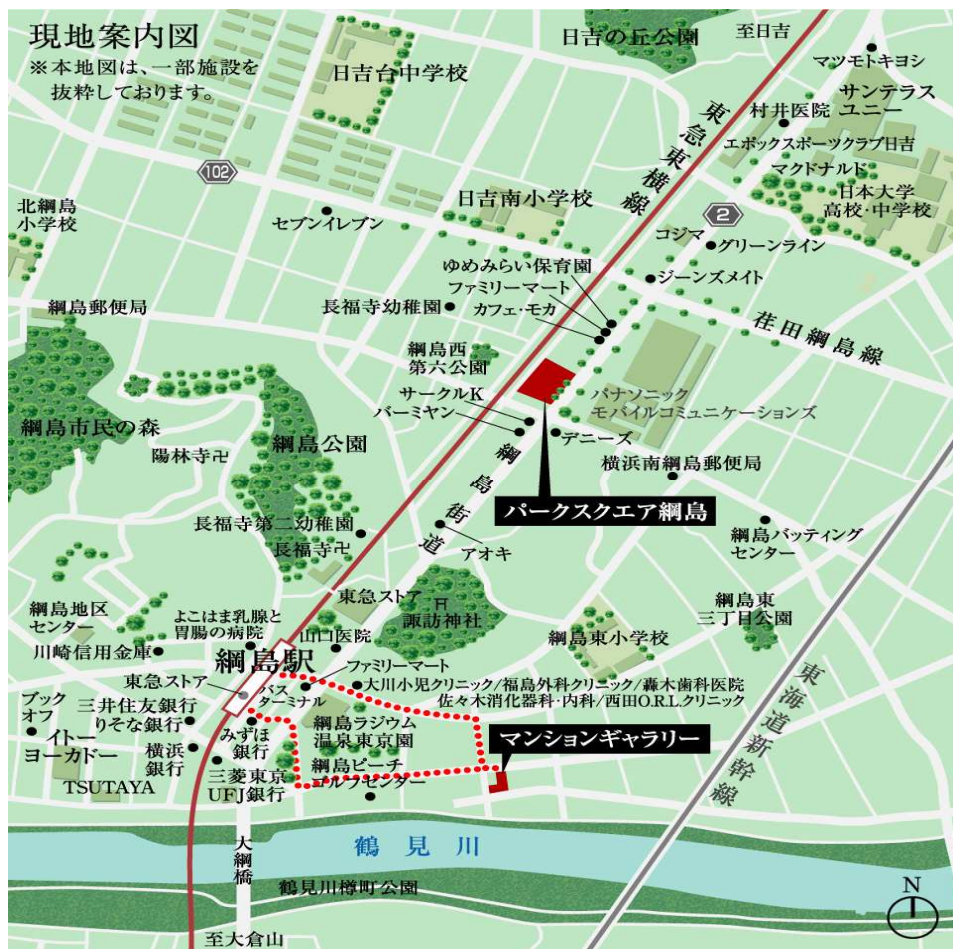 現地案内図
※本地図は、一部施設を
抜粋しております。
日吉台中学校
日吉の丘公園
至日吉
マツモトキヨシ
サンテラス
ユニー
村井医院
エポックスポーツクラブ日吉
マクドナルド
日本大学
高校・中学校
東急東横線
102
2
北綱島
小学校
セブンイレブン
日吉南小学校
コジマ
グリーンライン
ゆめみらい保育園
ファミリーマート
カフェ・モカ
ジーンズメイト
綱島郵便局
長福寺幼稚園
荏田綱島線
綱島西
第六公園
サークルK
バーミヤン
パナソニック
モバイルコミュニケーションズ
デニーズ
綱島市民の森
陽林寺卍
綱島公園
綱島街道
横浜南綱島郵便局
パークスクエア綱島
長福寺第二幼稚園
長福寺卍
アオキ
綱島バッティング
センター
東急ストア
諏訪神社
綱島東
三丁目公園
綱島地区
センター
よこはま乳腺と
胃腸の病院
山口医院
綱島東小学校
川崎信用金庫
綱島駅
ファミリーマート
東急ストア
バス
ターミナル
大川小児クリニック/福島外科クリニック/轟木歯科医院
佐々木消化器科・内科/西田O.R.Lクリニック
東海道新幹線
ブック
オフ
三井住友銀行
りそな銀行
イトー
ヨーカドー
横浜
銀行
みずほ
銀行
綱島ラジウム
温泉東京園
マンションギャラリー
TSUTAYA
三菱東京
UFJ銀行
綱島ビーチ
ゴルフセンター
鶴見川
大綱橋
鶴見川樽町公園
至大倉山
N